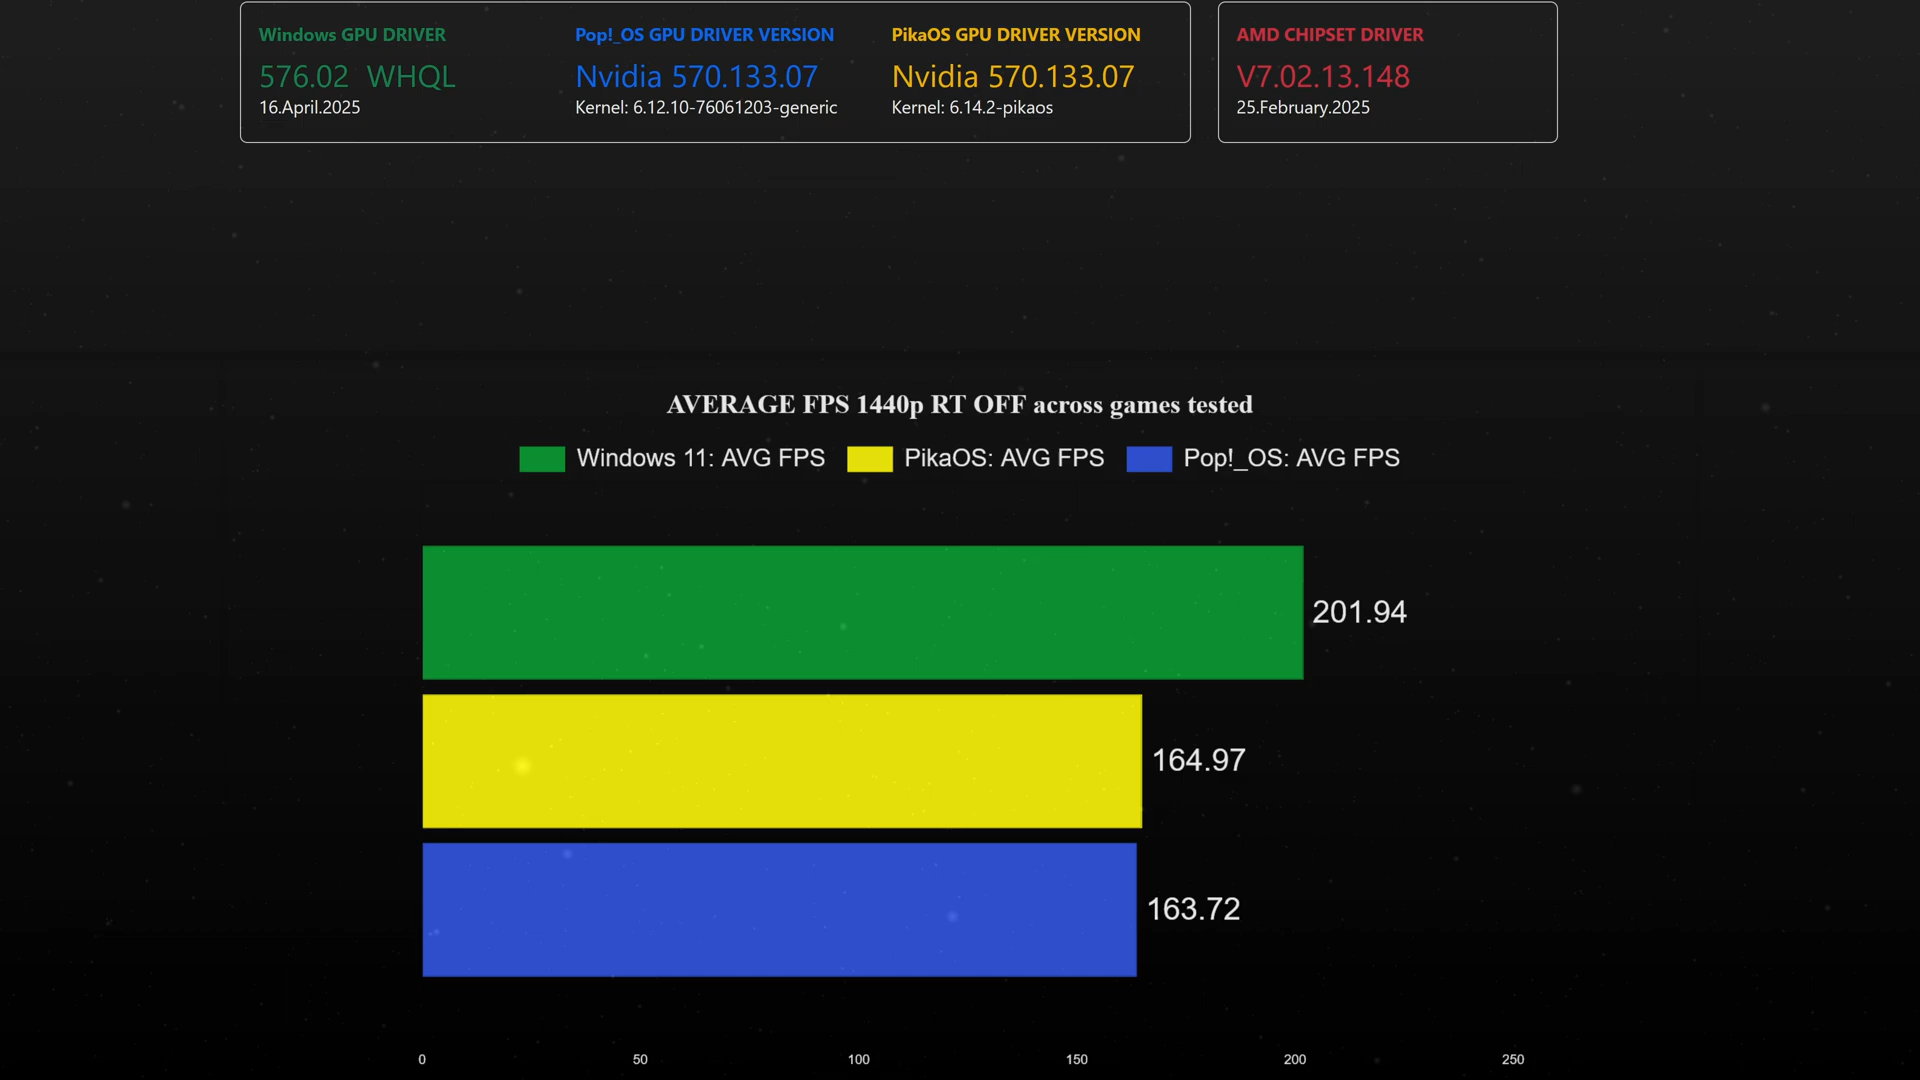 Windows GPU DRIVER
576.02 WHQL
16.April.2025
Pop!_OS GPU DRIVER VERSION
Nvidia 570.133.07
Kernel: 6.12.10-76061203-generic
PikaOS GPU DRIVER VERSION
Nvidia 570.133.07
Kernel: 6.14.2-pikaos
AMD CHIPSET DRIVER
V7.02.13.148
25.February.2025
AVERAGE FPS 1440p RT OFF across games tested
Windows 11: AVG FPS PikaOS: AVG FPS Pop!_OS: AVG FPS
201.94
164.97
163.72
0 50 100 150 200 250